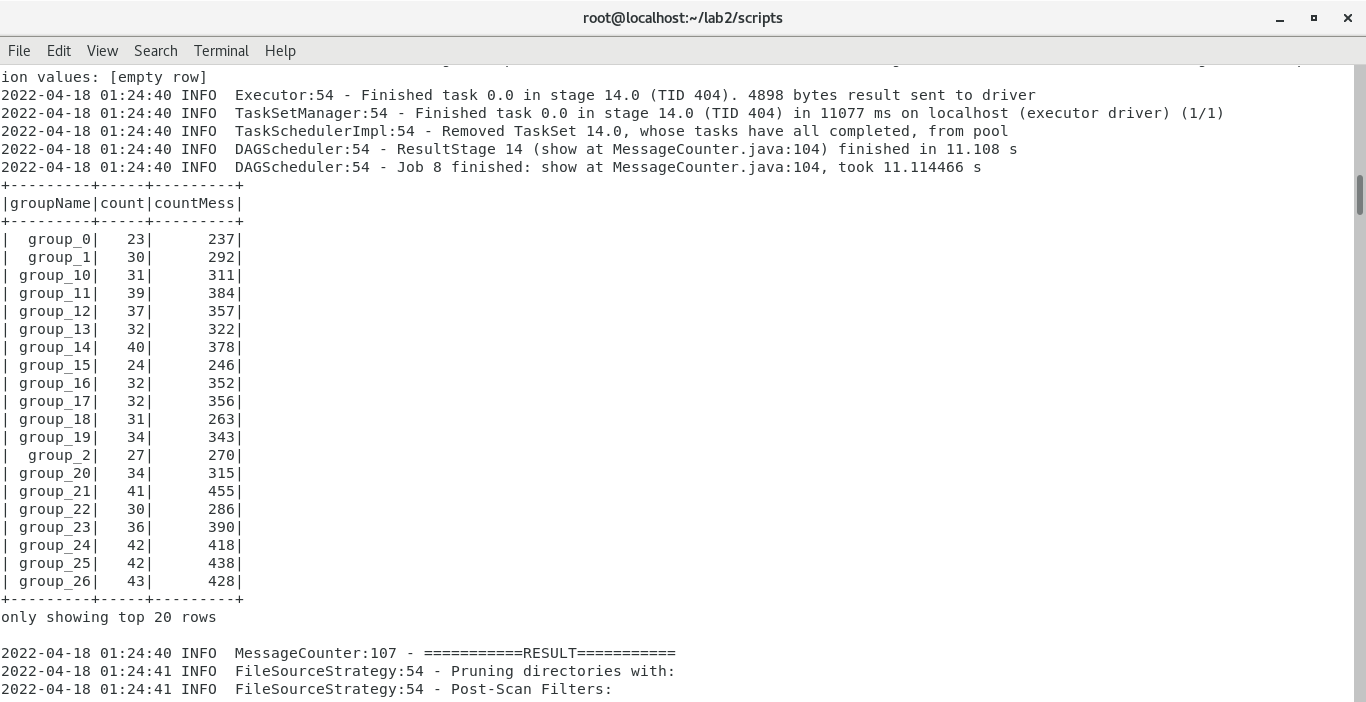 root@localhost:~/lab2/scripts
File Edit View Search Terminal Help
ion values: [empty row]
2022-04-18 01:24:40 INFO  Executor:54 - Finished task 0.0 in stage 14.0 (TID 404). 4898 bytes result sent to driver
2022-04-18 01:24:40 INFO  TaskSetManager:54 - Finished task 0.0 in stage 14.0 (TID 404) in 11077 ms on localhost (executor driver) (1/1)
2022-04-18 01:24:40 INFO  TaskSchedulerImpl:54 - Removed TaskSet 14.0, whose tasks have all completed, from pool
2022-04-18 01:24:40 INFO  DAGScheduler:54 - ResultStage 14 (show at MessageCounter.java:104) finished in 11.108 s
2022-04-18 01:24:40 INFO  DAGScheduler:54 - Job 8 finished: show at MessageCounter.java:104, took 11.114466 s
+---------+-----+---------+
|groupName|count|countMess|
+---------+-----+---------+
|  group_0|   23|      237|
|  group_1|   30|      292|
| group_10|   31|      311|
| group_11|   39|      384|
| group_12|   37|      357|
| group_13|   32|      322|
| group_14|   40|      378|
| group_15|   24|      246|
| group_16|   32|      352|
| group_17|   32|      356|
| group_18|   31|      263|
| group_19|   34|      343|
|  group_2|   27|      270|
| group_20|   34|      315|
| group_21|   41|      455|
| group_22|   30|      286|
| group_23|   36|      390|
| group_24|   42|      418|
| group_25|   42|      438|
| group_26|   43|      428|
+---------+-----+---------+
only showing top 20 rows
2022-04-18 01:24:40 INFO  MessageCounter:107 - ===========RESULT===========
2022-04-18 01:24:41 INFO  FileSourceStrategy:54 - Pruning directories with:
2022-04-18 01:24:41 INFO  FileSourceStrategy:54 - Post-Scan Filters: